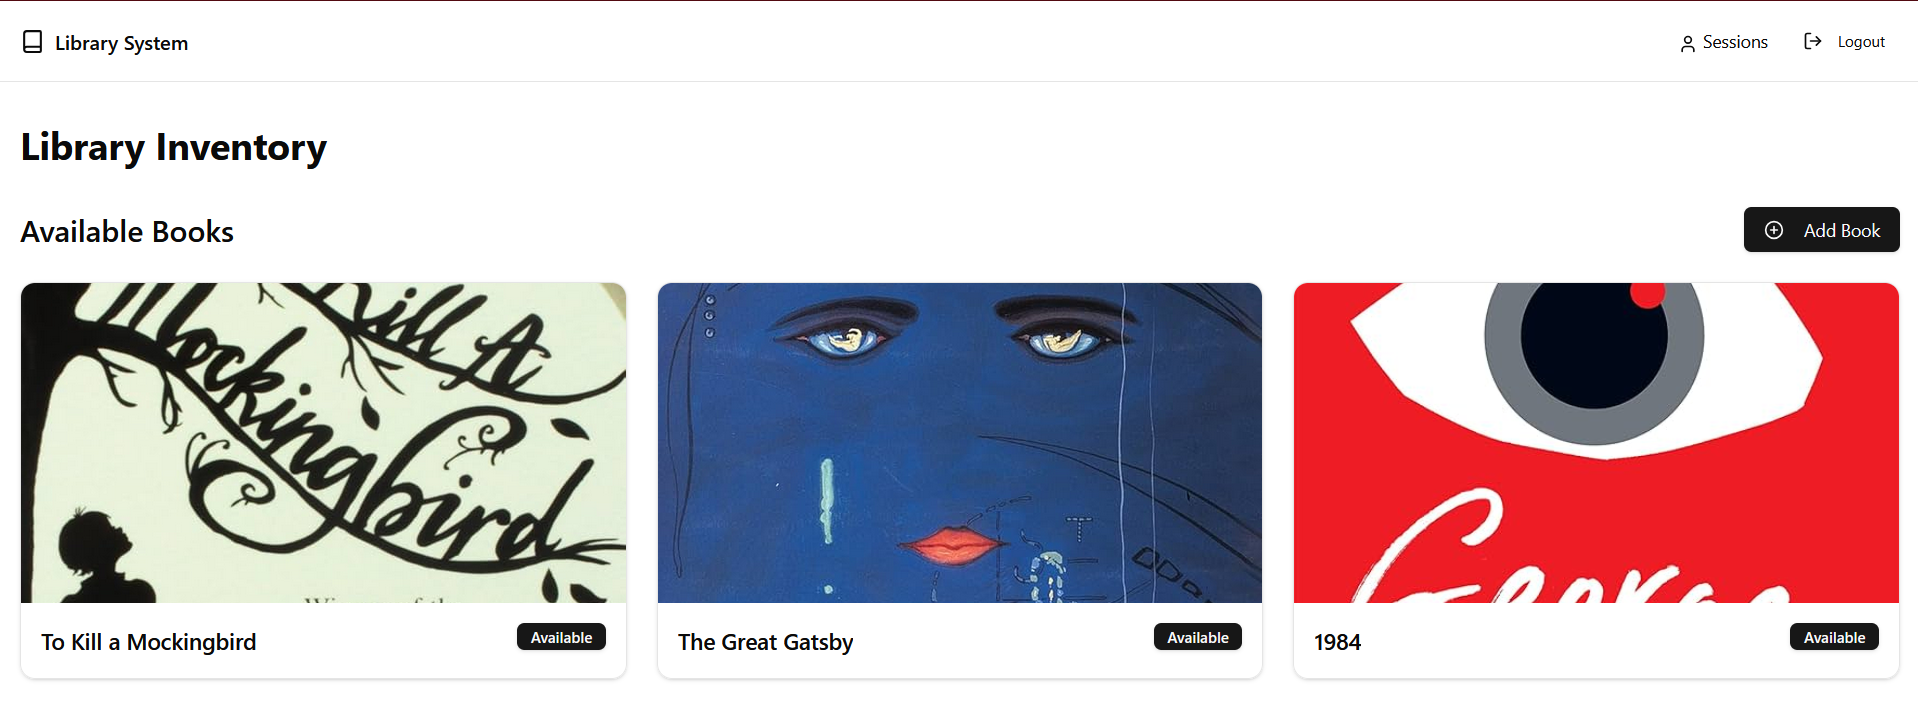 Library System
Sessions
Logout
Library Inventory
Available Books
Add Book
Kill A
Mockingbird
George
To Kill a Mockingbird
Available
The Great Gatsby
Available
1984
Available